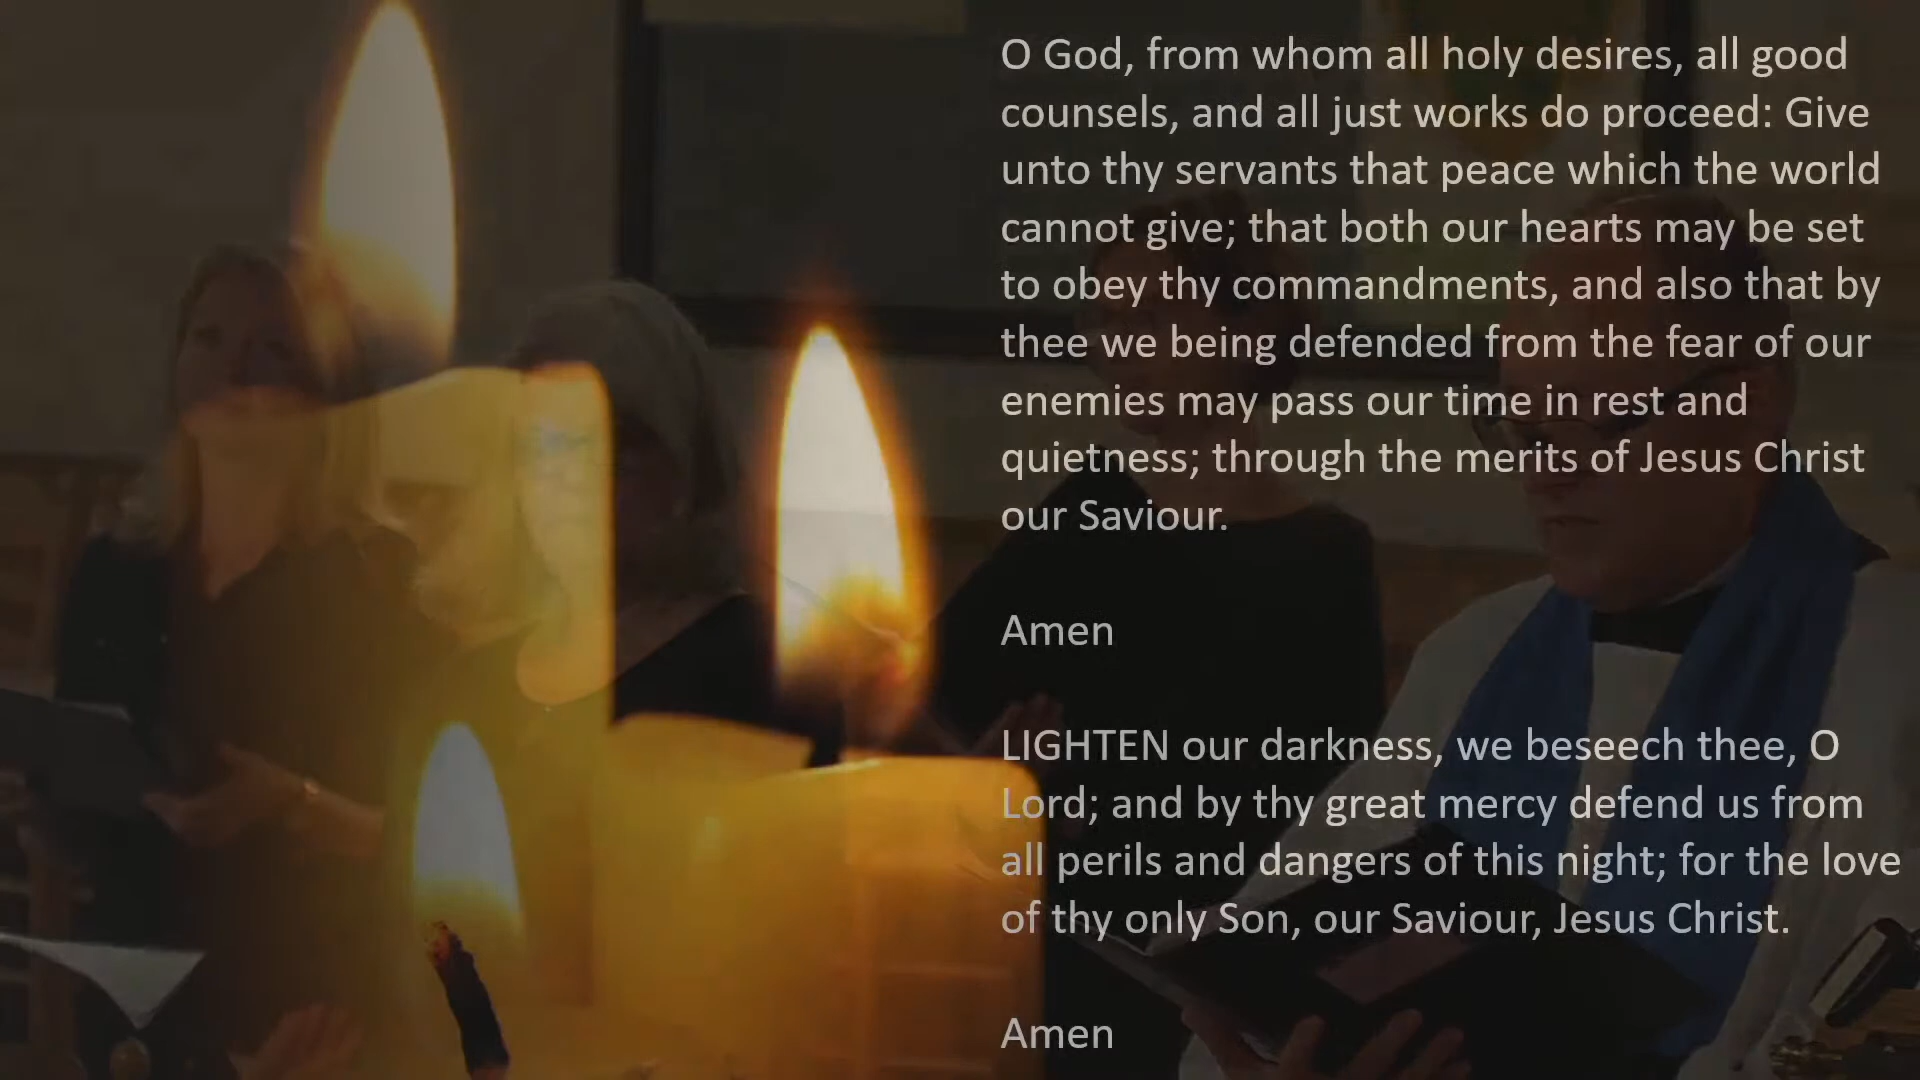 O God, from whom all holy desires, all good
counsels, and all just works do proceed: Give
unto thy servants that peace which the world
cannot give; that both our hearts may be set
to obey thy commandments, and also that by
thee we being defended from the fear of our
enemies may pass our time in rest and
quietness; through the merits of Jesus Christ
our Saviour.
Amen
LIGHTEN our darkness, we beseech thee, O
Lord; and by thy great mercy defend us from
all perils and dangers of this night; for the love
of thy only Son, our Saviour, Jesus Christ.
Amen